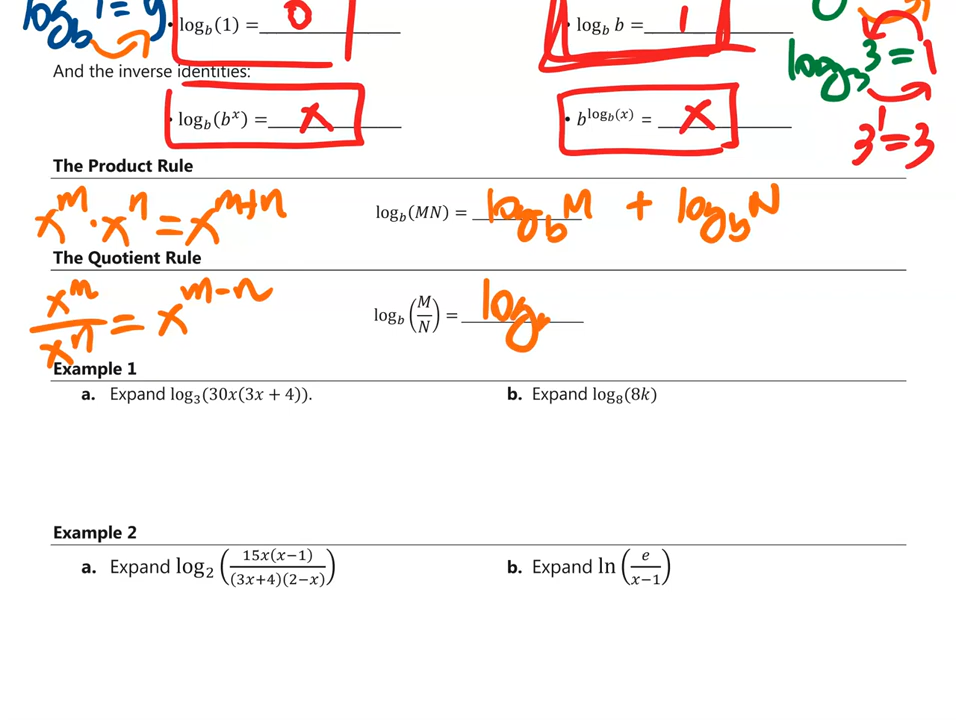 log_b 1 = y • log_b(1) = 0 • log_b b = 1
log_3 3 = 1
And the inverse identities:
• log_b(b^x) = x • b^{log_b(x)} = x 3^1 = 3
The Product Rule
x^m · x^n = x^{m+n} log_b(MN) = log_b M + log_b N
The Quotient Rule
x^m/x^n = x^{m-n} log_b(M/N) = log
Example 1
a. Expand log_3(30x(3x + 4)). b. Expand log_8(8k)
Example 2
a. Expand log_2(15x(x−1)/(3x+4)(2−x)) b. Expand ln(e/x−1)